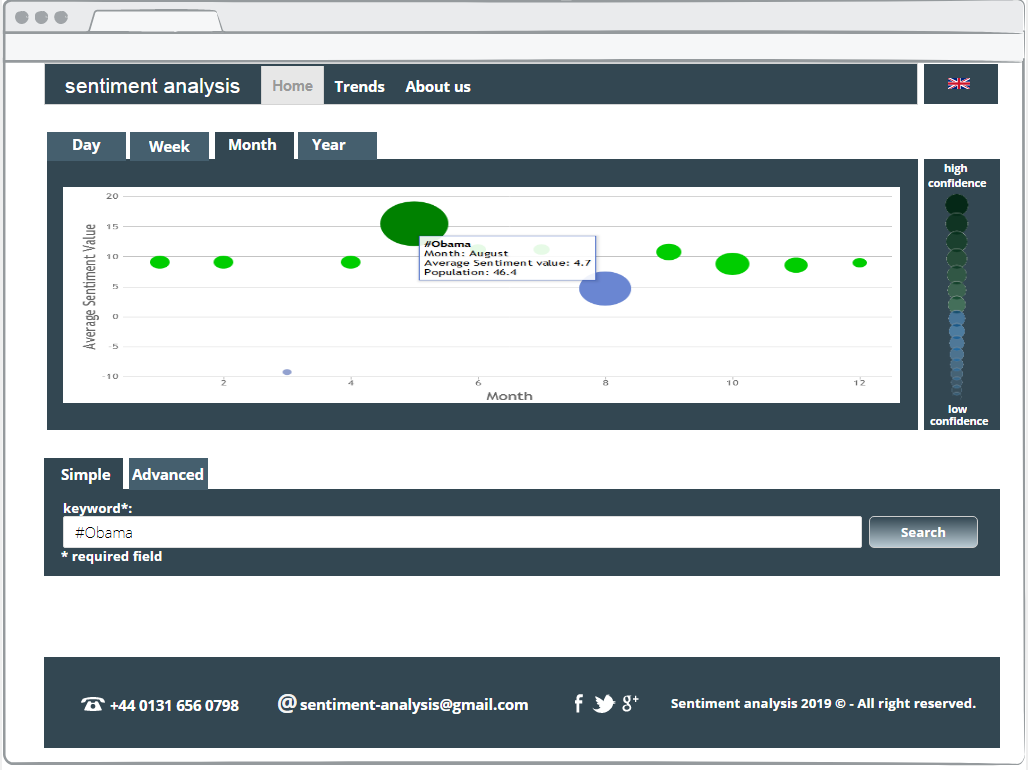 sentiment analysis Home Trends About us
Day Week Month Year
high
confidence
20
15
10
5
0
-5
-10
Average Sentiment Value
#Obama
Month: August
Average Sentiment value: 4.7
Population: 46.4
2 4 6 8 10 12
Month
low
confidence
Simple Advanced
keyword*:
#Obama
Search
* required field
+44 0131 656 0798 @ sentiment-analysis@gmail.com f g+ Sentiment analysis 2019 © - All right reserved.